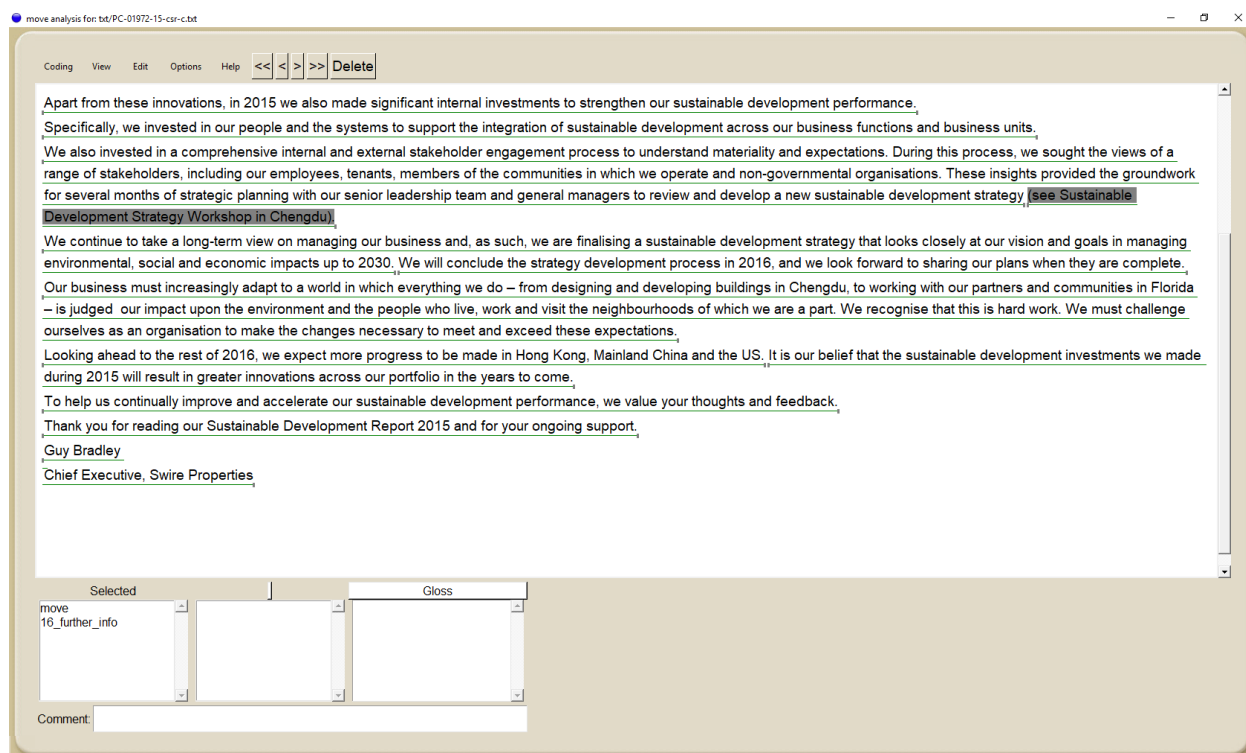 move analysis for: txt/PC-01972-15-csr-c.txt
Coding View Edit Options Help << < > >> Delete
Apart from these innovations, in 2015 we also made significant internal investments to strengthen our sustainable development performance.
Specifically, we invested in our people and the systems to support the integration of sustainable development across our business functions and business units.
We also invested in a comprehensive internal and external stakeholder engagement process to understand materiality and expectations. During this process, we sought the views of a
range of stakeholders, including our employees, tenants, members of the communities in which we operate and non-governmental organisations. These insights provided the groundwork
for several months of strategic planning with our senior leadership team and general managers to review and develop a new sustainable development strategy (see Sustainable
Development Strategy Workshop in Chengdu).
We continue to take a long-term view on managing our business and, as such, we are finalising a sustainable development strategy that looks closely at our vision and goals in managing
environmental, social and economic impacts up to 2030. We will conclude the strategy development process in 2016, and we look forward to sharing our plans when they are complete.
Our business must increasingly adapt to a world in which everything we do – from designing and developing buildings in Chengdu, to working with our partners and communities in Florida
– is judged our impact upon the environment and the people who live, work and visit the neighbourhoods of which we are a part. We recognise that this is hard work. We must challenge
ourselves as an organisation to make the changes necessary to meet and exceed these expectations.
Looking ahead to the rest of 2016, we expect more progress to be made in Hong Kong, Mainland China and the US. It is our belief that the sustainable development investments we made
during 2015 will result in greater innovations across our portfolio in the years to come.
To help us continually improve and accelerate our sustainable development performance, we value your thoughts and feedback.
Thank you for reading our Sustainable Development Report 2015 and for your ongoing support.
Guy Bradley
Chief Executive, Swire Properties
Selected Gloss
move
16_further_info
Comment: